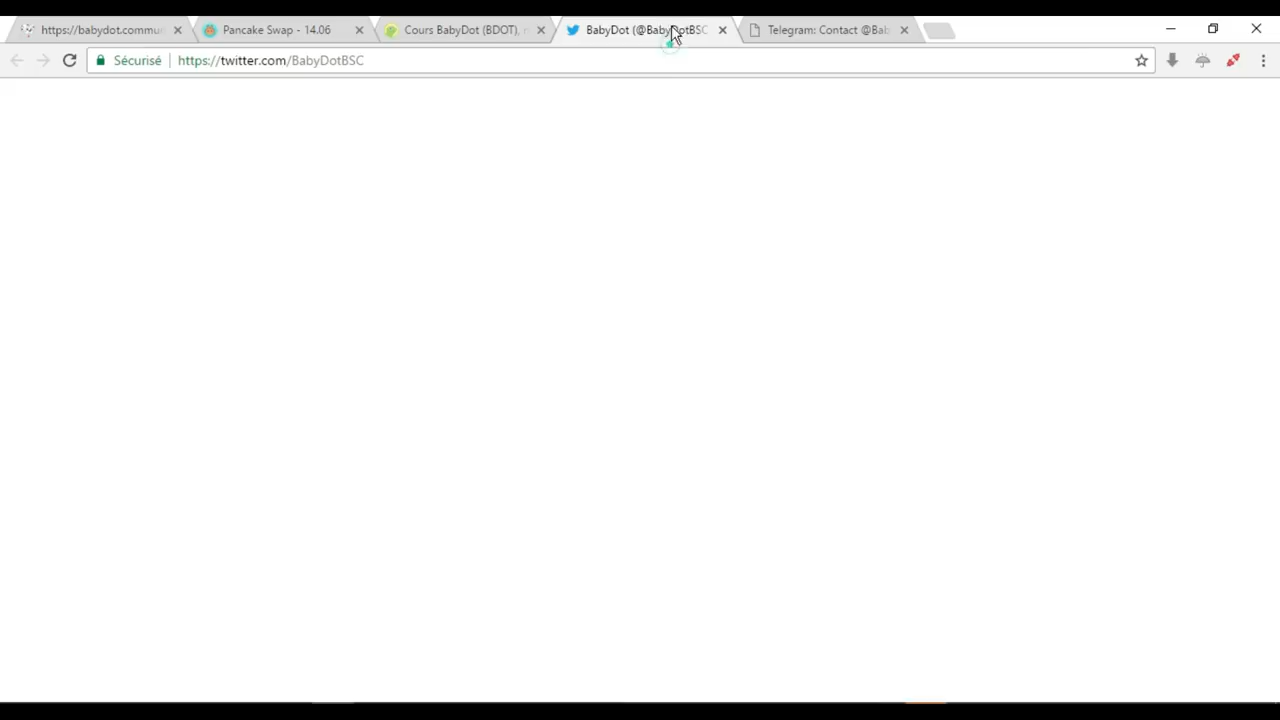 https://babydot.commu
Pancake Swap - 14.06
Cours BabyDot (BDOT),
BabyDot (@BabyDotBSC
Telegram: Contact @Bab
Sécurisé
https://twitter.com/BabyDotBSC